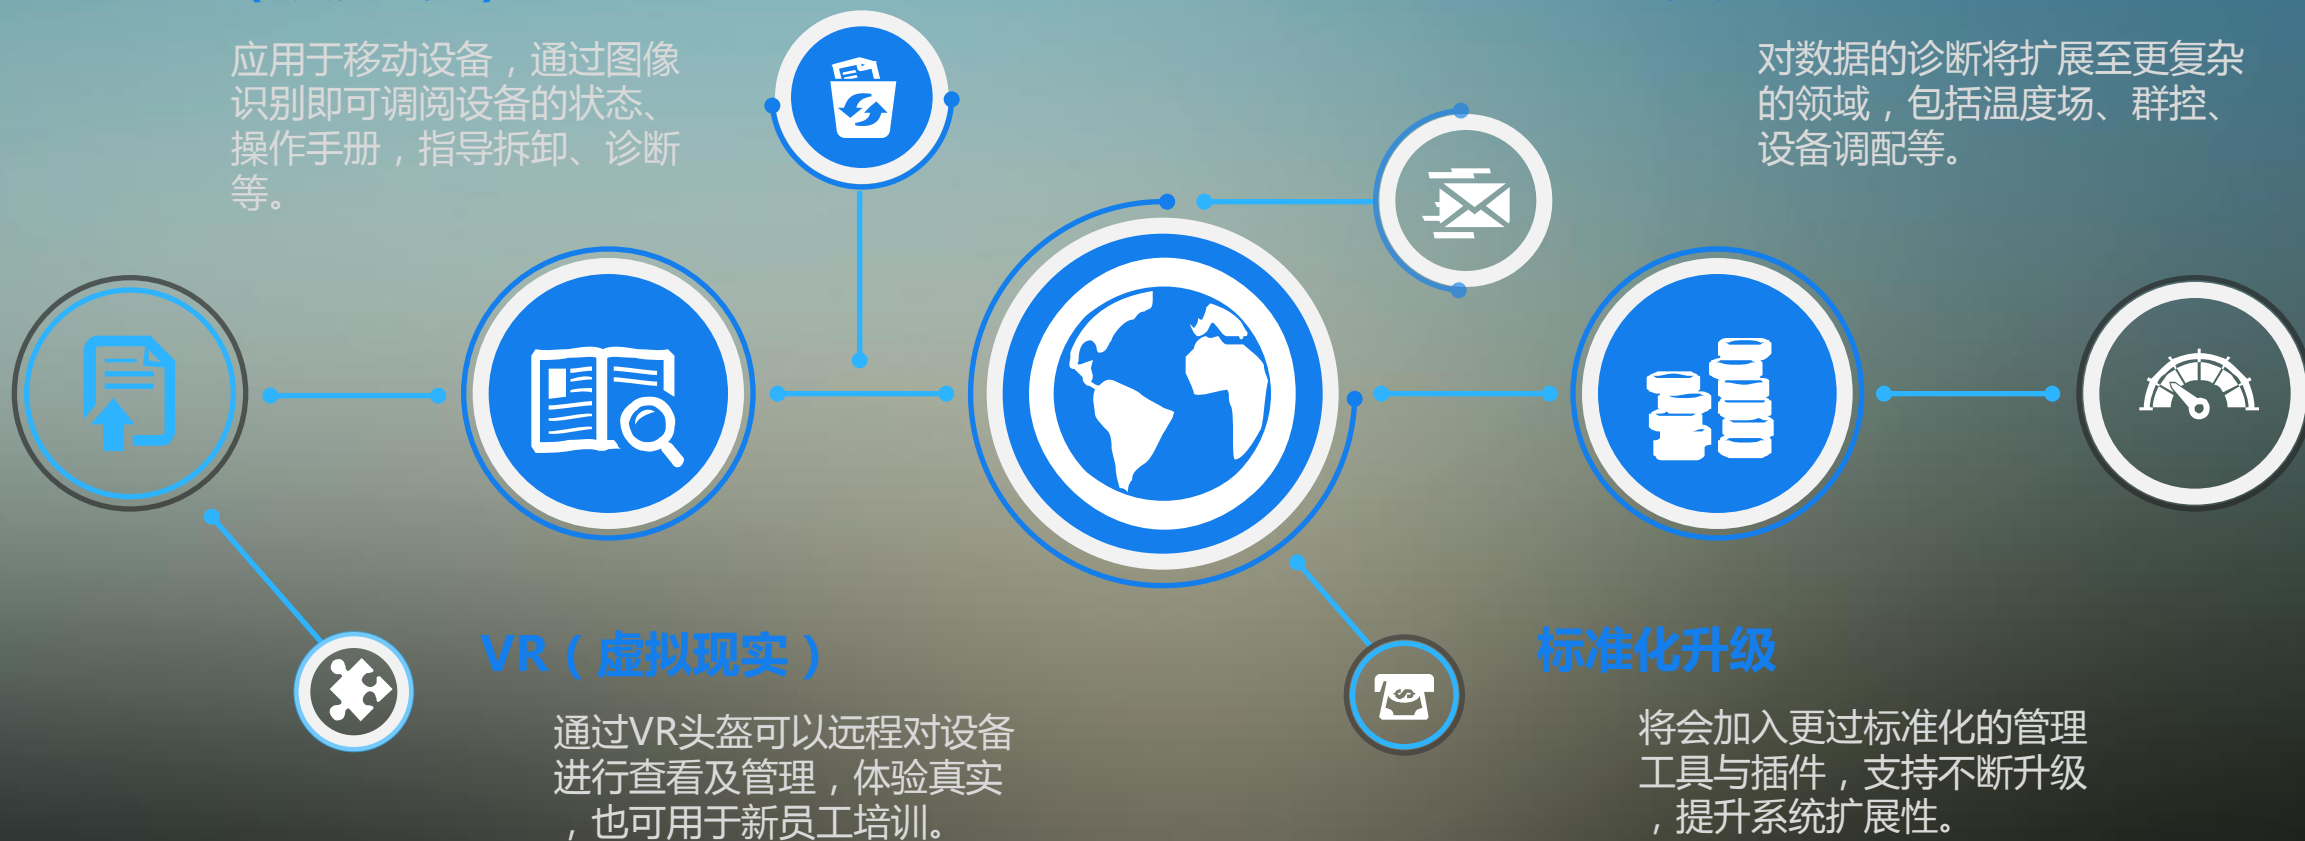 应用于移动设备，通过图像
识别即可调阅设备的状态、
操作手册，指导拆卸、诊断
等。
对数据的诊断将扩展至更复杂
的领域，包括温度场、群控、
设备调配等。
VR（虚拟现实）
通过VR头盔可以远程对设备
进行查看及管理，体验真实
，也可用于新员工培训。
标准化升级
将会加入更过标准化的管理
工具与插件，支持不断升级
，提升系统扩展性。